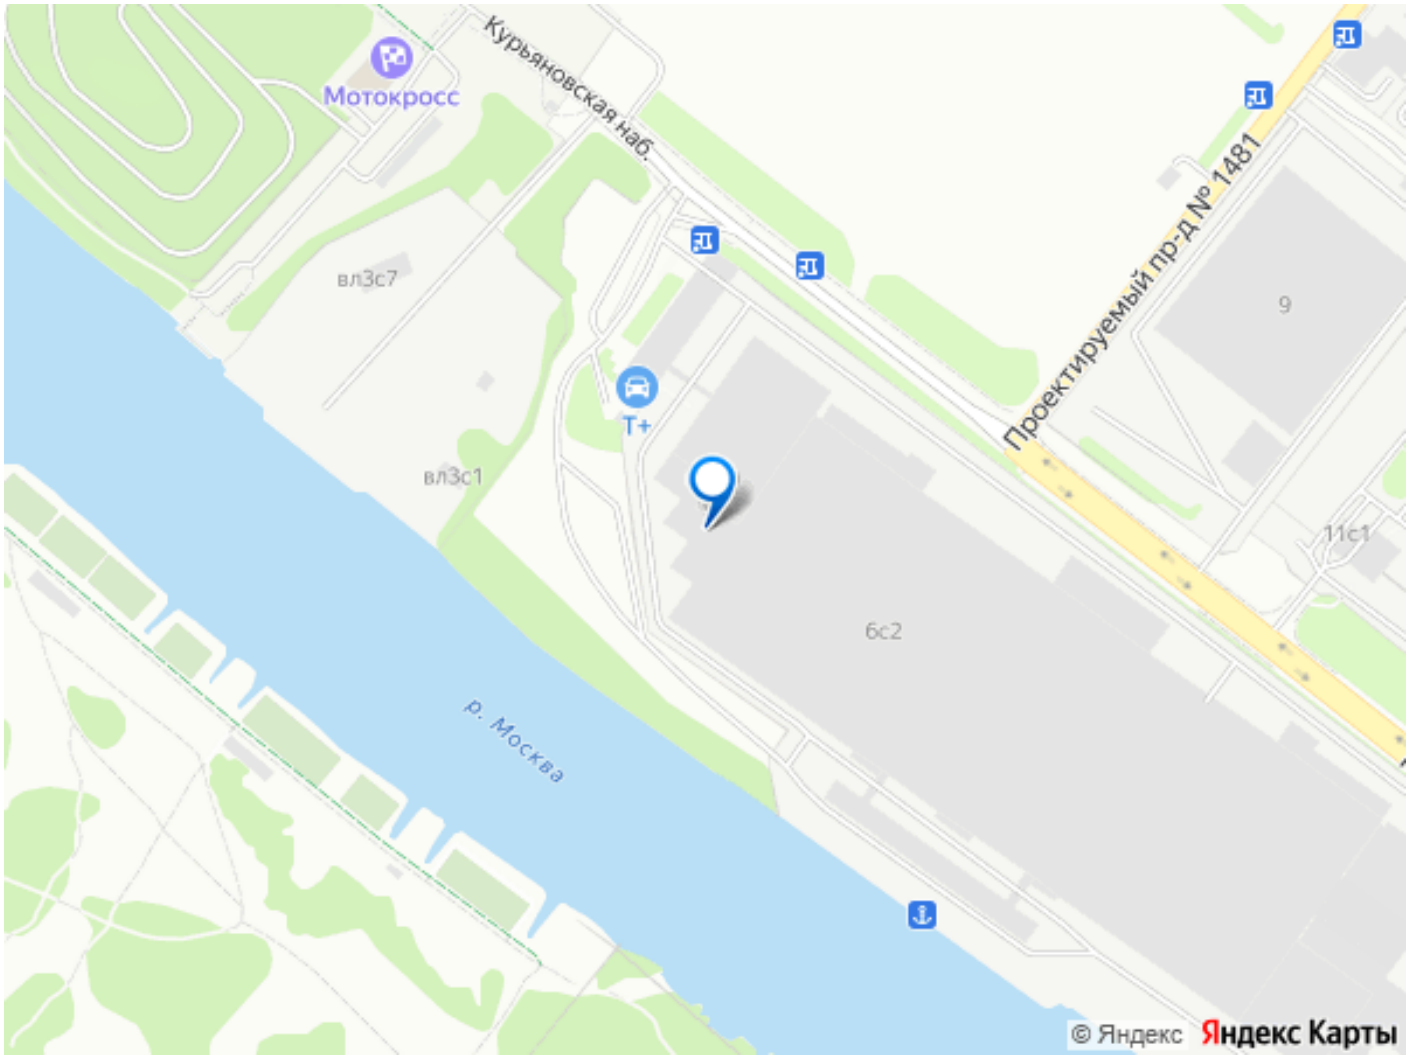 Курьяновская наб.
Мотокросс
Проектируемый пр-д № 1481
вл3с7
9
Т+
вл3с1
11с1
6с2
р. Москва
© Яндекс Яндекс Карты